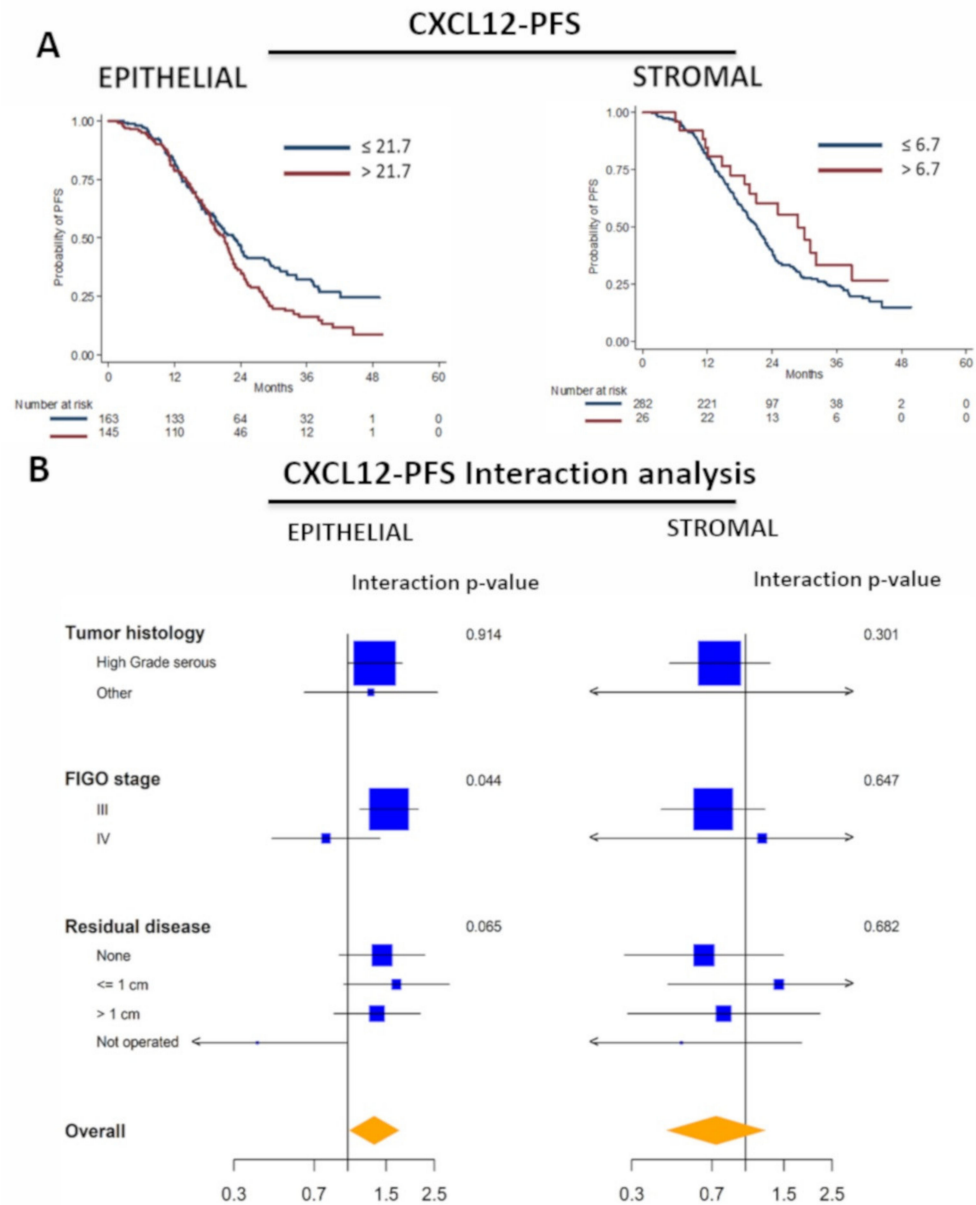 CXCL12-PFS
A
EPITHELIAL STROMAL
1.00
0.75
0.50
0.25
0.00
Probability of PFS
≤ 21.7
> 21.7
0 12 24 36 48 60
Months
Number at risk
163 133 64 32 1 0
145 110 46 12 1 0
1.00
0.75
0.50
0.25
0.00
Probability of PFS
≤ 6.7
> 6.7
0 12 24 36 48 60
Months
Number at risk
282 221 97 38 2 0
26 22 13 6 0 0
B
CXCL12-PFS Interaction analysis
EPITHELIAL STROMAL
Interaction p-value Interaction p-value
Tumor histology 0.914 0.301
High Grade serous
Other
FIGO stage 0.044 0.647
III
IV
Residual disease 0.065 0.682
None
<= 1 cm
> 1 cm
Not operated
Overall
0.3 0.7 1.5 2.5 0.3 0.7 1.5 2.5